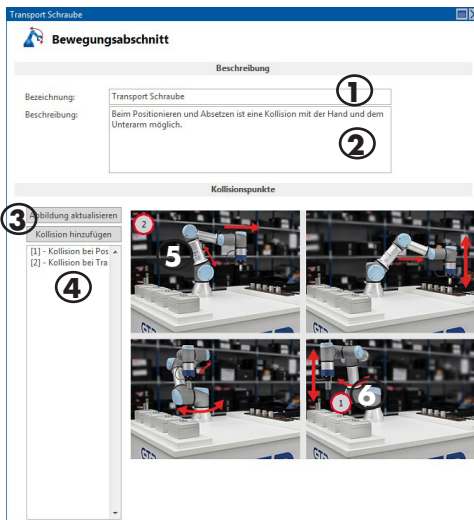 Transport Schraube
Bewegungsabschnitt
Beschreibung
Bezeichnung:
Transport Schraube
1
Beschreibung:
Beim Positionieren und Absetzen ist eine Kollision mit der Hand und dem
Unterarm möglich.
2
Kollisionspunkte
3
Abbildung aktualisieren
Kollision hinzufügen
[1] - Kollision bei Pos
[2] - Kollision bei Tra
4
2
5
1
6